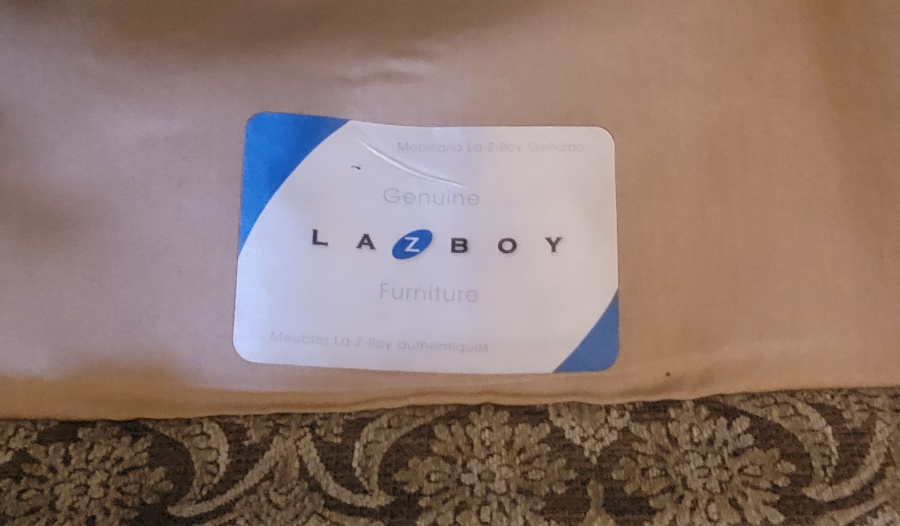 Mobiliario La-Z-Boy Genuino
Genuine
LAZBOY
Furniture
Meubles La-Z-Boy authentiques